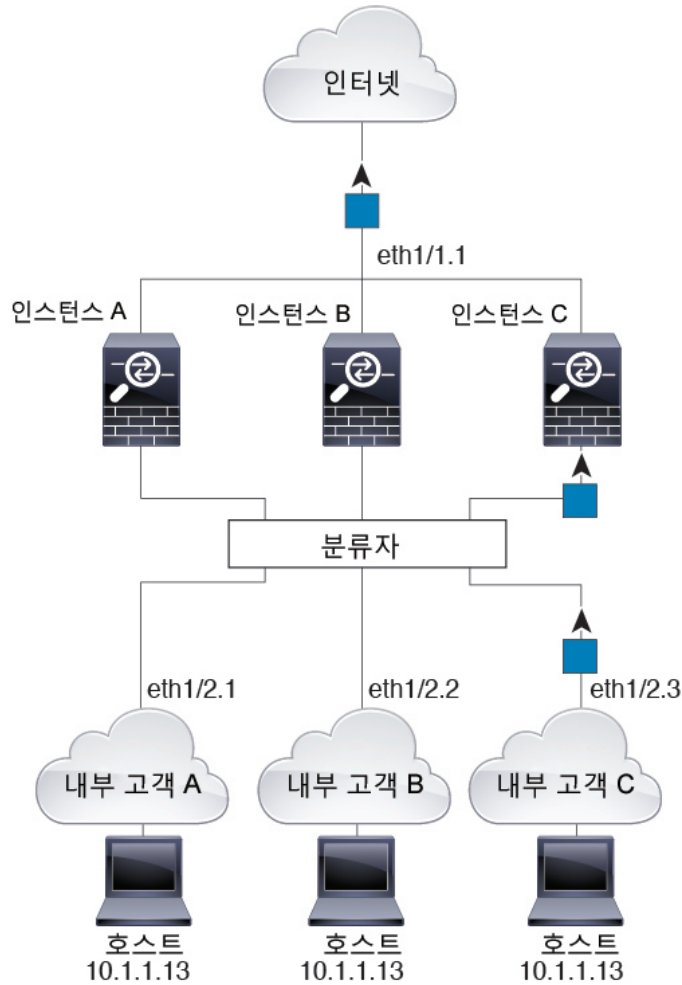 인터넷
eth1/1.1
인스턴스 A
인스턴스 B
인스턴스 C
분류자
eth1/2.1
eth1/2.2
eth1/2.3
내부 고객 A
내부 고객 B
내부 고객 C
호스트
10.1.1.13
호스트
10.1.1.13
호스트
10.1.1.13